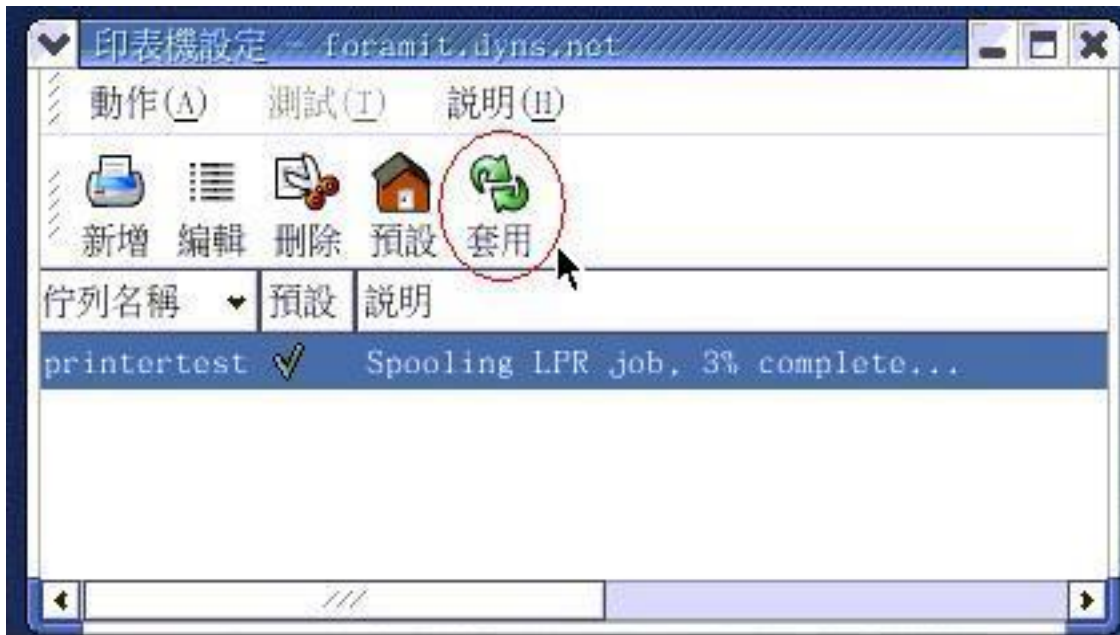 印表機設定 - foramit.dyns.net
動作(A) 測試(T) 說明(H)
新增 編輯 刪除 預設 套用
佇列名稱 預設 說明
printertest Spooling LPR job, 3% complete...